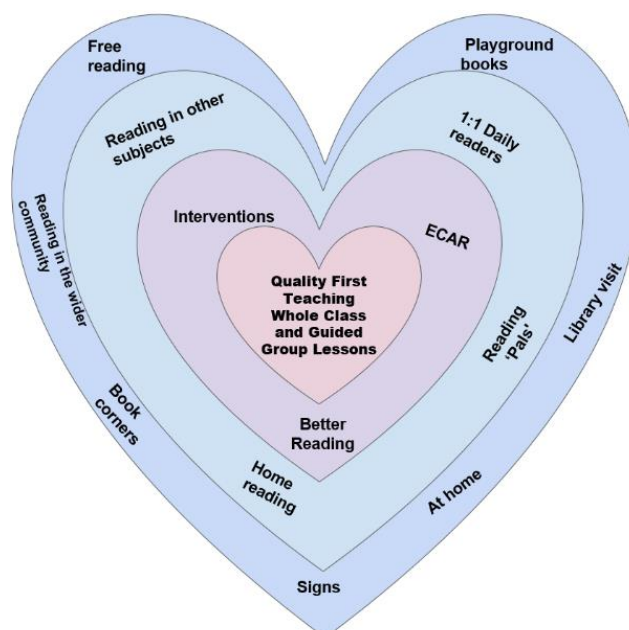 Free
reading
Playground
books
Reading in other
subjects
1:1 Daily
readers
Interventions
ECAR
Reading in the wider
community
Quality First
Teaching
Whole Class
and Guided
Group Lessons
Library visit
Reading
'Pals'
Book
corners
Better
Reading
Home
reading
At home
Signs